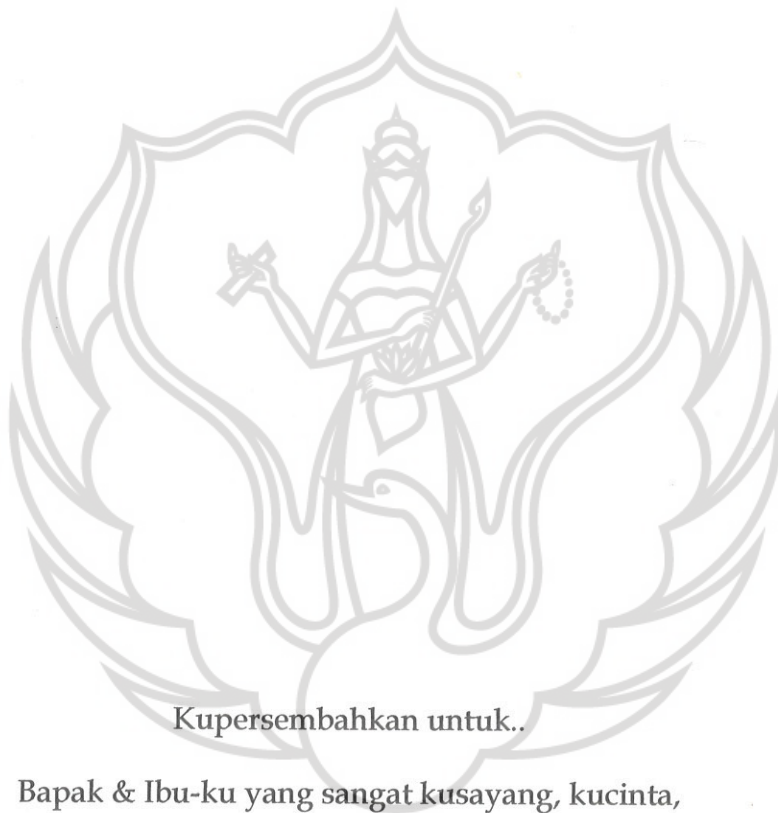 Kupersembahkan untuk..
Bapak & Ibu-ku yang sangat kusayang, kucinta,